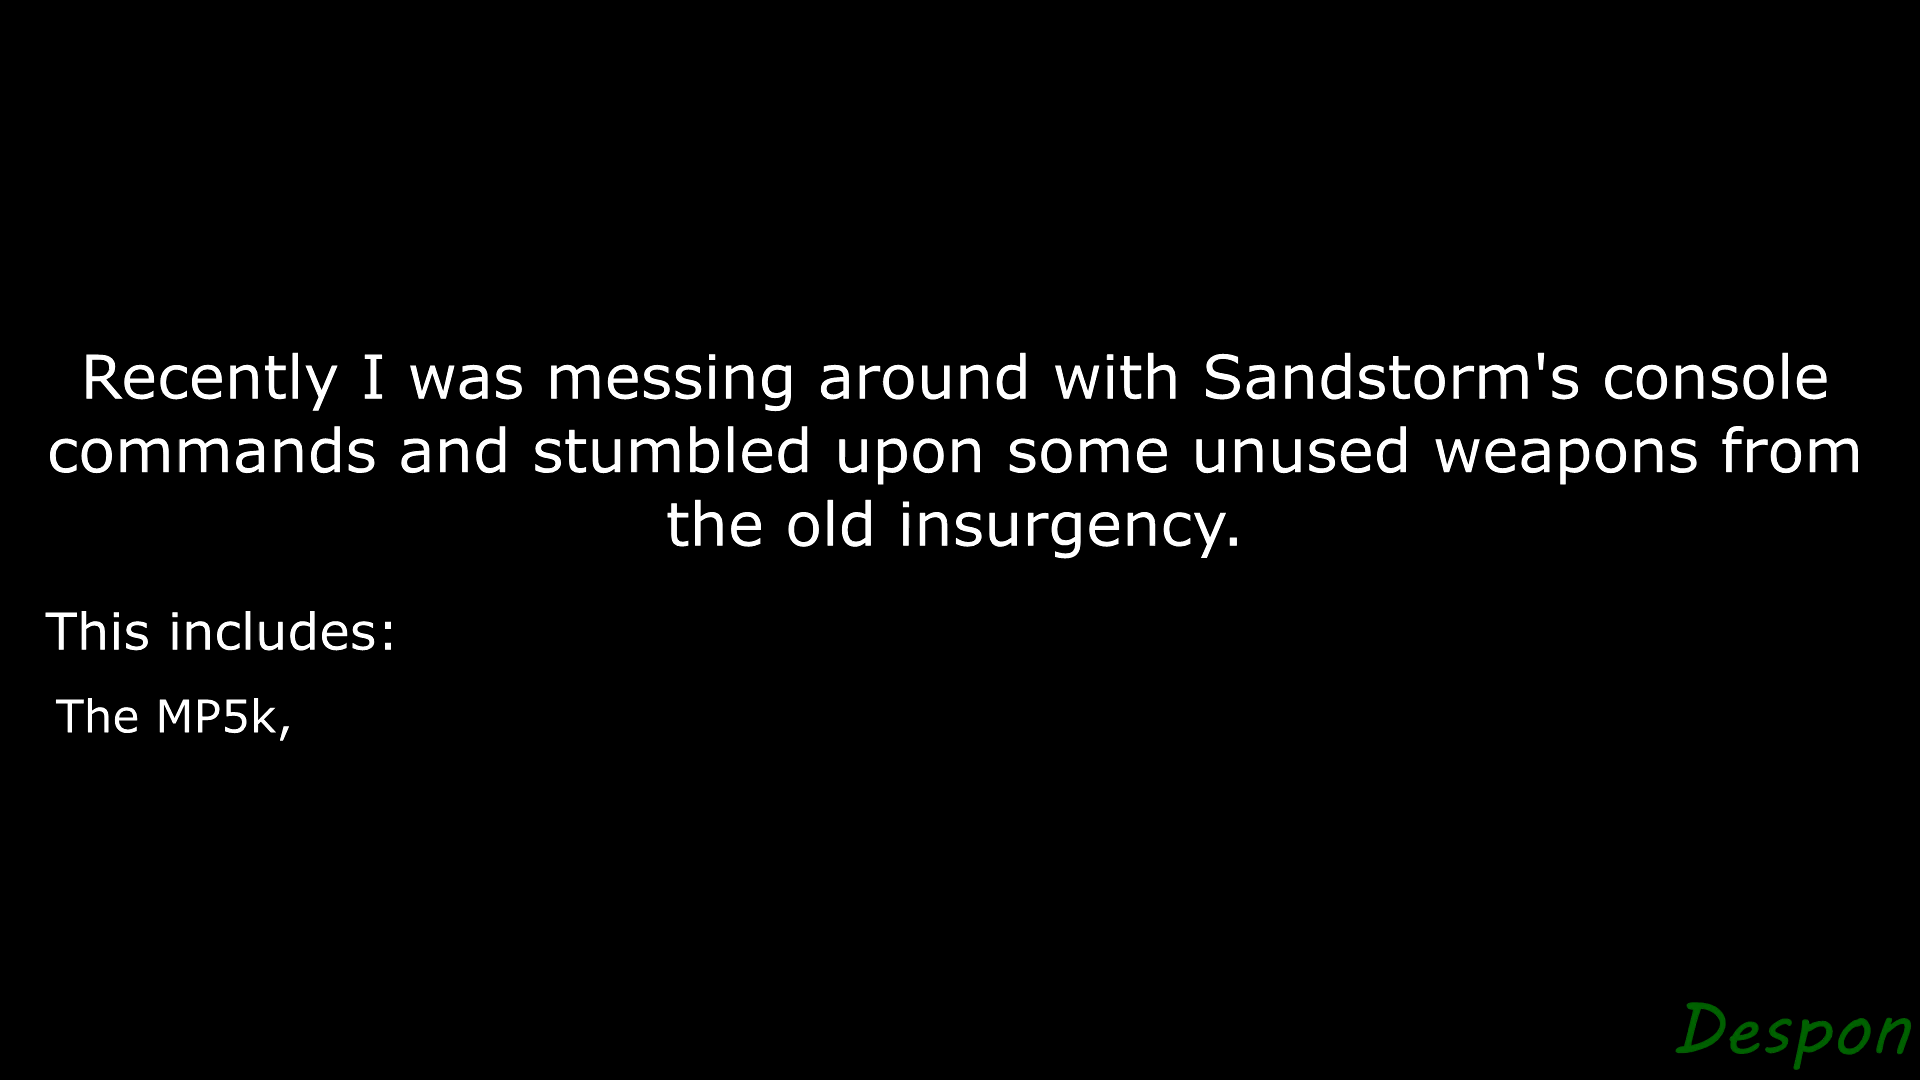 Recently I was messing around with Sandstorm's console
commands and stumbled upon some unused weapons from
the old insurgency.
This includes:
The MP5k,
Despon